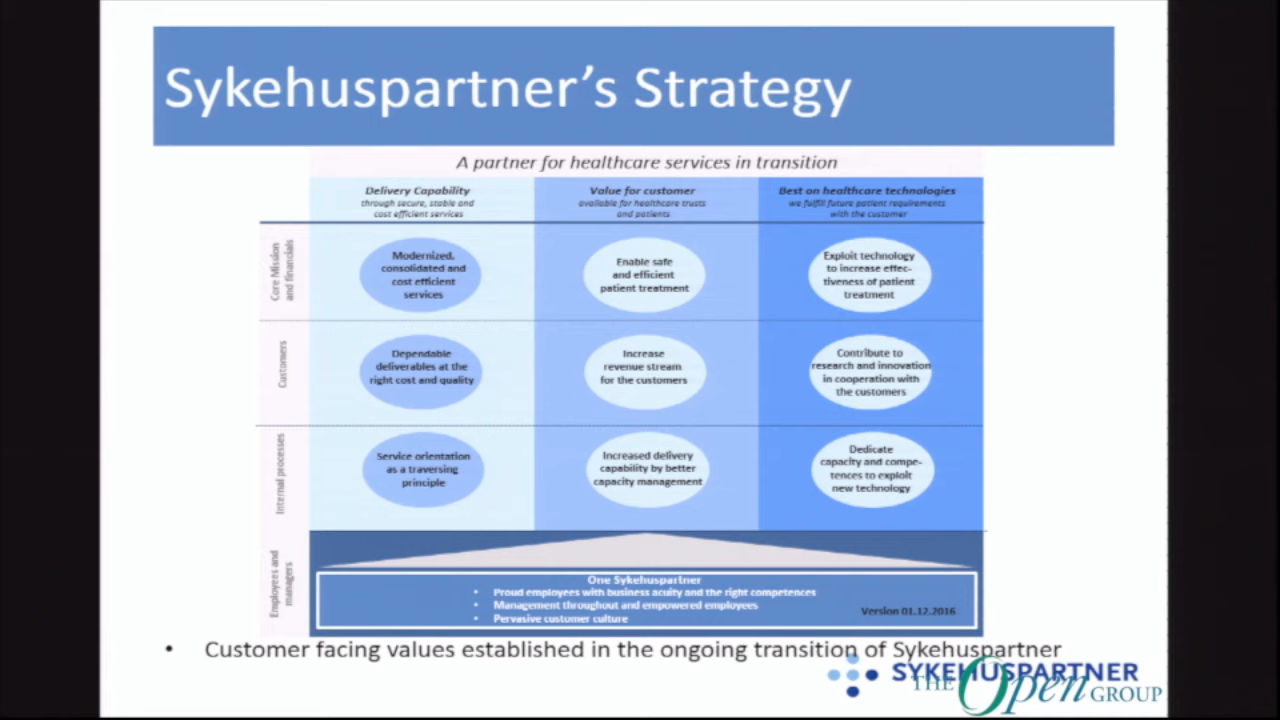 Sykehuspartner's Strategy
A partner for healthcare services in transition
Delivery Capability
through secure, stable and
cost efficient services
Value for customer
available for healthcare trusts
and patients
Best on healthcare technologies
we fulfill future patient requirements
with the customer
Core Mission
and financials
Modernized,
consolidated and
cost efficient
services
Enable safe
and efficient
patient treatment
Exploit technology
to increase effec-
tiveness of patient
treatment
Customers
Dependable
deliverables at the
right cost and quality
Increase
revenue stream
for the customers
Contribute to
research and innovation
in cooperation with
the customers
Internal processes
Service orientation
as a traversing
principle
Increased delivery
capability by better
capacity management
Dedicate
capacity and compe-
tences to exploit
new technology
Employees and
managers
One Sykehuspartner
• Proud employees with business acuity and the right competences
• Management throughout and empowered employees
• Pervasive customer culture
Version 01.12.2016
• Customer facing values established in the ongoing transition of Sykehuspartner
SYKEHUSPARTNER
THE Open GROUP